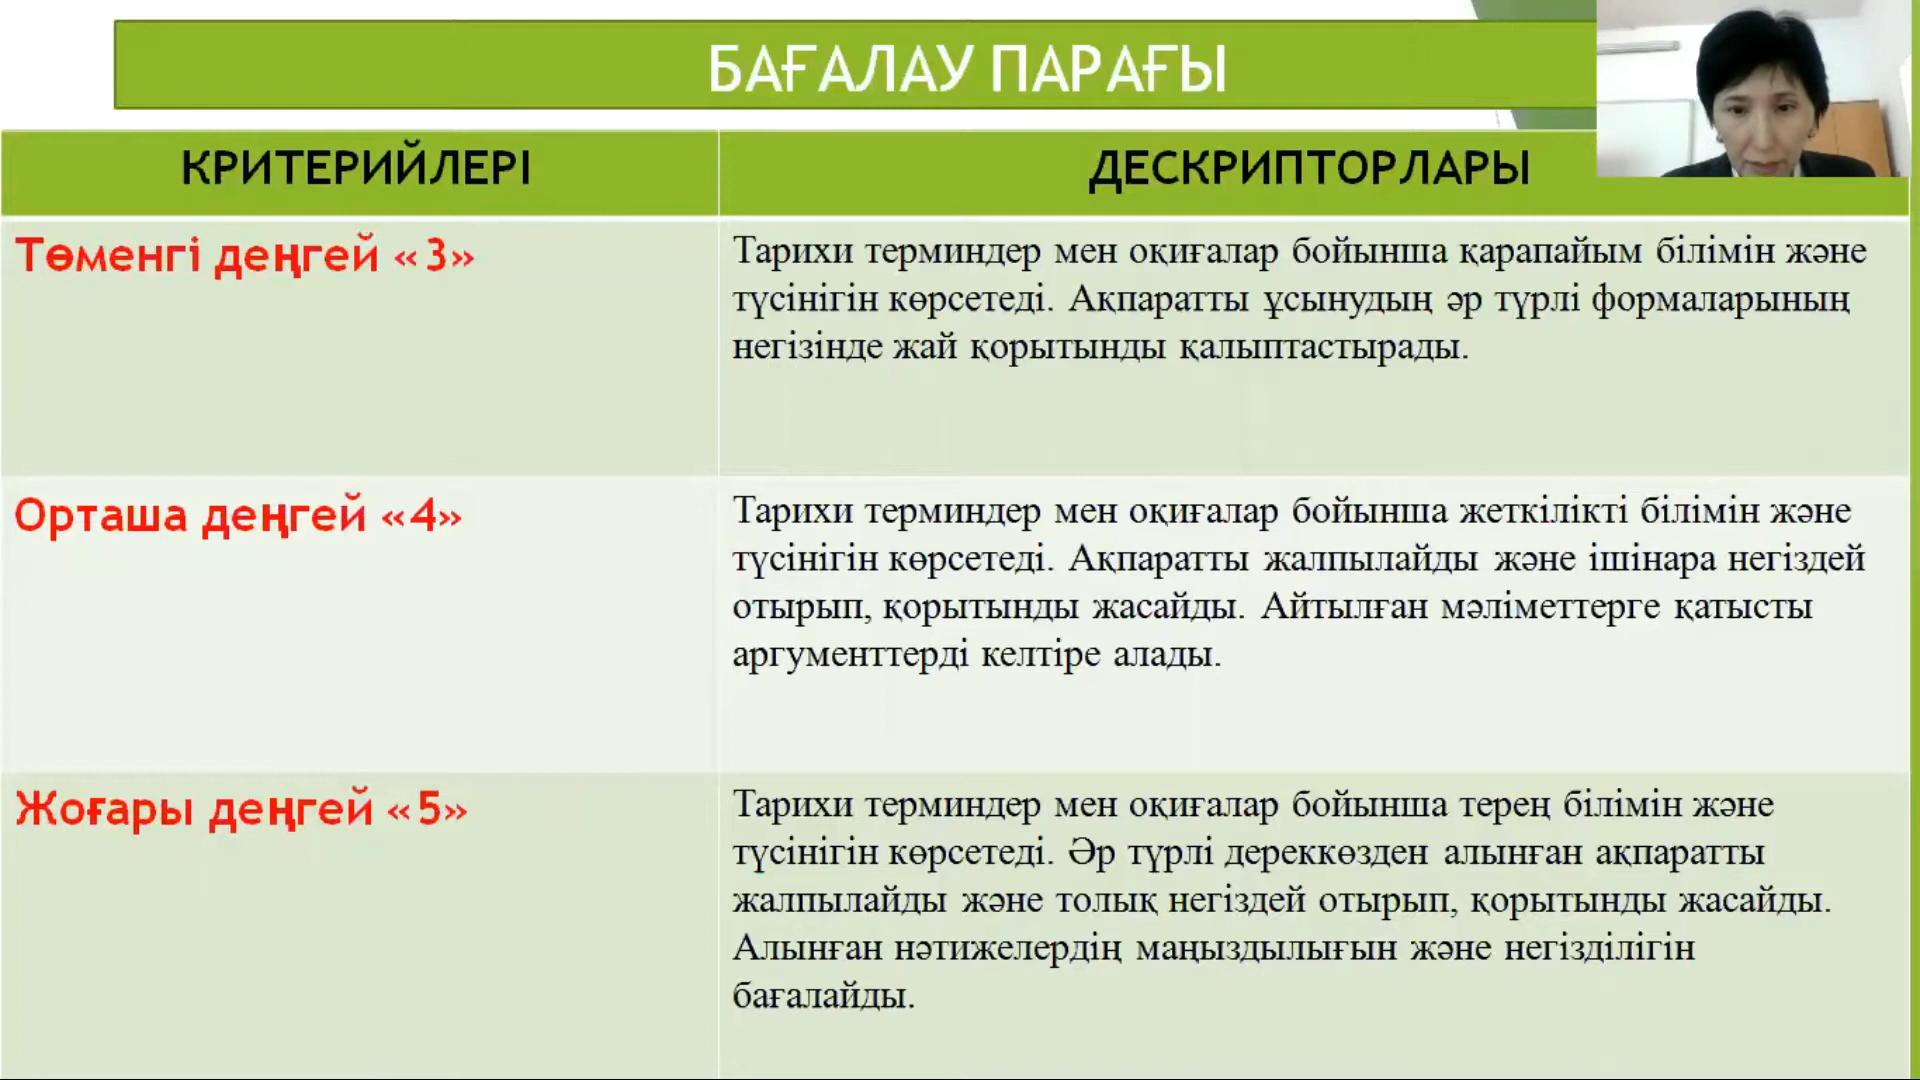 БАҒАЛАУ ПАРАҒЫ
КРИТЕРИЙЛЕРІ
ДЕСКРИПТОРЛАРЫ
Төменгі деңгей «3»
Тарихи терминдер мен оқиғалар бойынша қарапайым білімін және
түсінігін көрсетеді. Ақпаратты ұсынудың әр түрлі формаларының
негізінде жай қорытынды қалыптастырады.
Орташа деңгей «4»
Тарихи терминдер мен оқиғалар бойынша жеткілікті білімін және
түсінігін көрсетеді. Ақпаратты жалпылайды және ішінара негіздей
отырып, қорытынды жасайды. Айтылған мәліметтерге қатысты
аргументтерді келтіре алады.
Жоғары деңгей «5»
Тарихи терминдер мен оқиғалар бойынша терең білімін және
түсінігін көрсетеді. Әр түрлі дереккөзден алынған ақпаратты
жалпылайды және толық негіздей отырып, қорытынды жасайды.
Алынған нәтижелердің маңыздылығын және негізділігін
бағалайды.